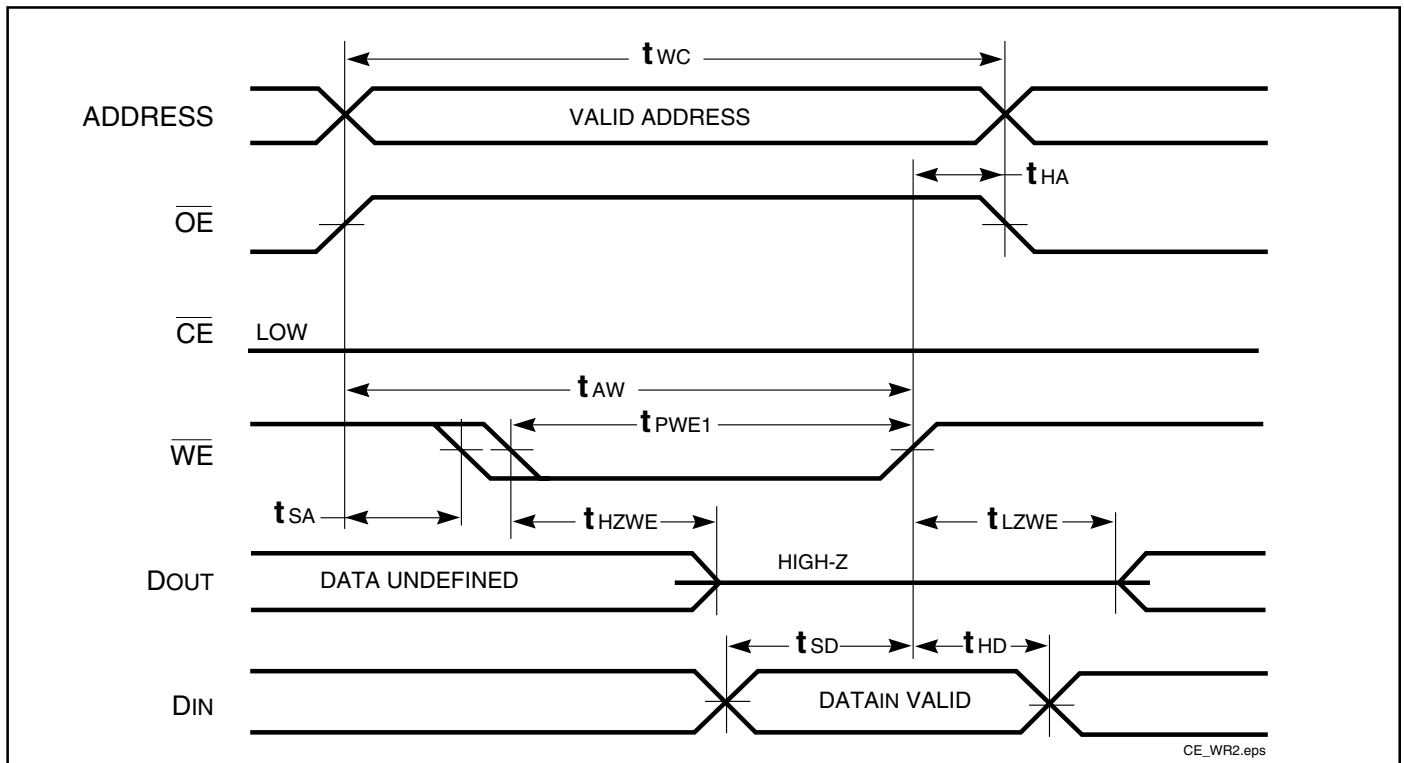 tWC
ADDRESS
VALID ADDRESS
tHA
OE
CE
LOW
tAW
tPWE1
WE
tSA
tHZWE
tLZWE
DOUT
DATA UNDEFINED
HIGH-Z
tSD
tHD
DIN
DATAIN VALID
CE_WR2.eps